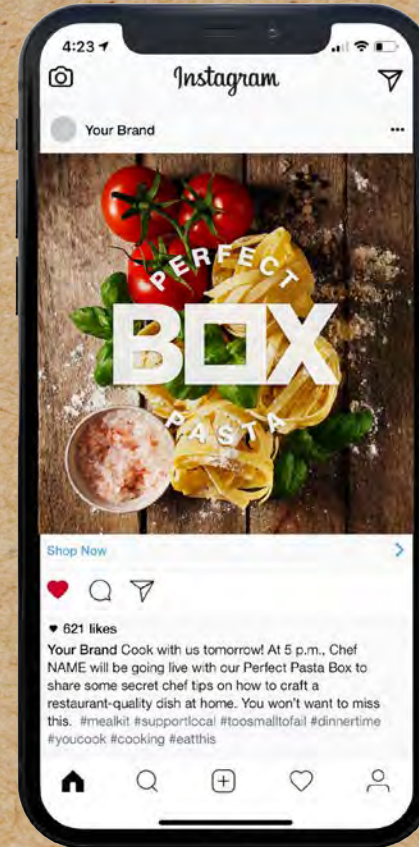 4:23
Instagram
Your Brand
PERFECT
BOX
PASTA
Shop Now
621 likes
Your Brand Cook with us tomorrow! At 5 p.m., Chef
NAME will be going live with our Perfect Pasta Box to
share some secret chef tips on how to craft a
restaurant-quality dish at home. You won't want to miss
this. #mealkit #supportlocal #toosmalltofail #dinnertime
#youcook #cooking #eatthis